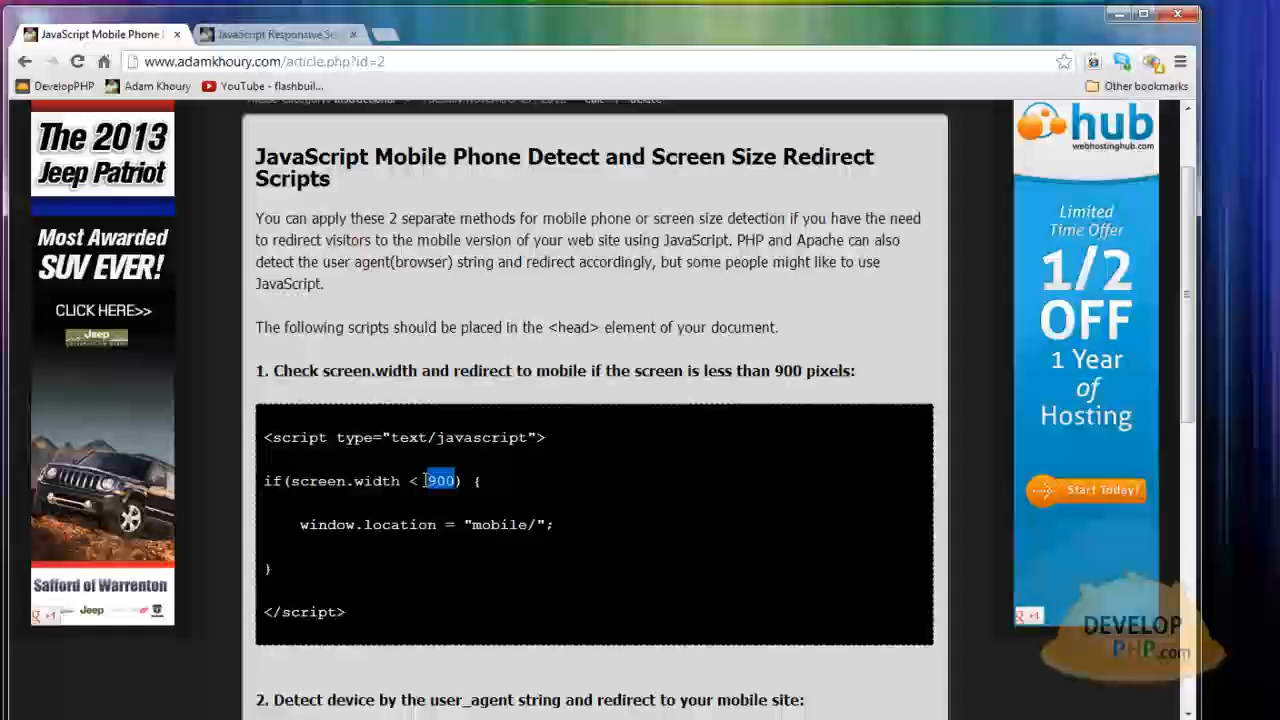 JavaScript Mobile Phone
JavaScript Responsive Sc
www.adamkhoury.com/article.php?id=2
DevelopPHP
Adam Khoury
YouTube - flashbuil...
Other bookmarks
The 2013
Jeep Patriot
Most Awarded
SUV EVER!
CLICK HERE>>
Jeep
Safford of Warrenton
g +1
Jeep
JavaScript Mobile Phone Detect and Screen Size Redirect
Scripts
You can apply these 2 separate methods for mobile phone or screen size detection if you have the need
to redirect visitors to the mobile version of your web site using JavaScript. PHP and Apache can also
detect the user agent(browser) string and redirect accordingly, but some people might like to use
JavaScript.
The following scripts should be placed in the <head> element of your document.
1. Check screen.width and redirect to mobile if the screen is less than 900 pixels:
<script type="text/javascript">
if(screen.width < 900) {
window.location = "mobile/";
}
</script>
2. Detect device by the user_agent string and redirect to your mobile site:
hub
webhostinghub.com
Limited
Time Offer
1/2
OFF
1 Year
of
Hosting
Start Today!
g +1
DEVELOP
PHP.com